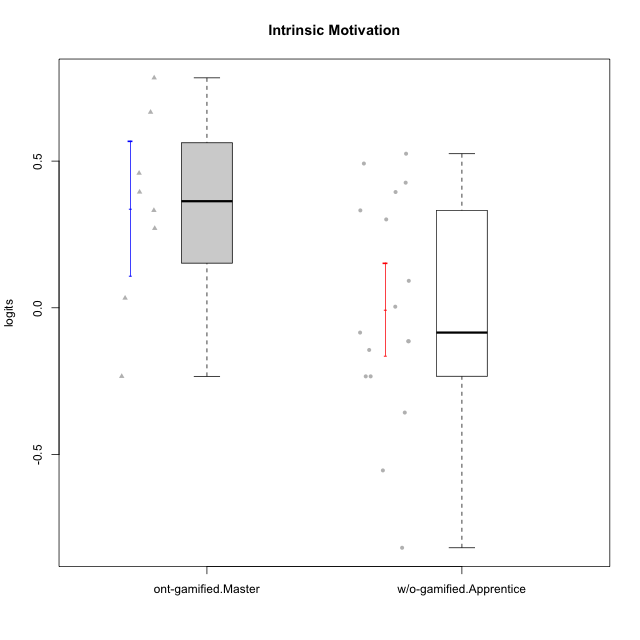 Intrinsic Motivation
logits
0.5
0.0
-0.5
ont-gamified.Master
w/o-gamified.Apprentice